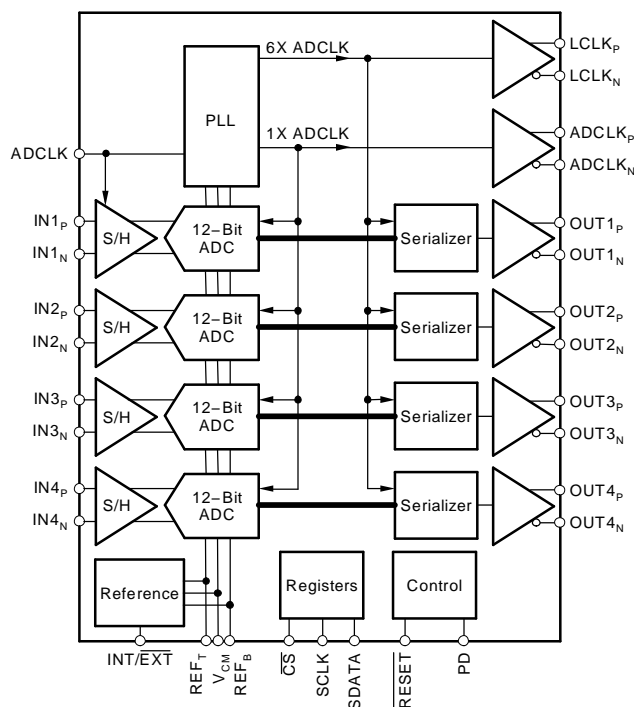 6X ADCLK
LCLKP
LCLKN
PLL
1X ADCLK
ADCLKP
ADCLK
ADCLKN
IN1P
S/H
12–Bit
ADC
Serializer
OUT1P
IN1N
OUT1N
IN2P
S/H
12–Bit
ADC
Serializer
OUT2P
IN2N
OUT2N
IN3P
S/H
12–Bit
ADC
Serializer
OUT3P
IN3N
OUT3N
IN4P
S/H
12–Bit
ADC
Serializer
OUT4P
IN4N
OUT4N
Reference
Registers
Control
INT/EXT
REFT
VCM
REFB
CS
SCLK
SDATA
RESET
PD